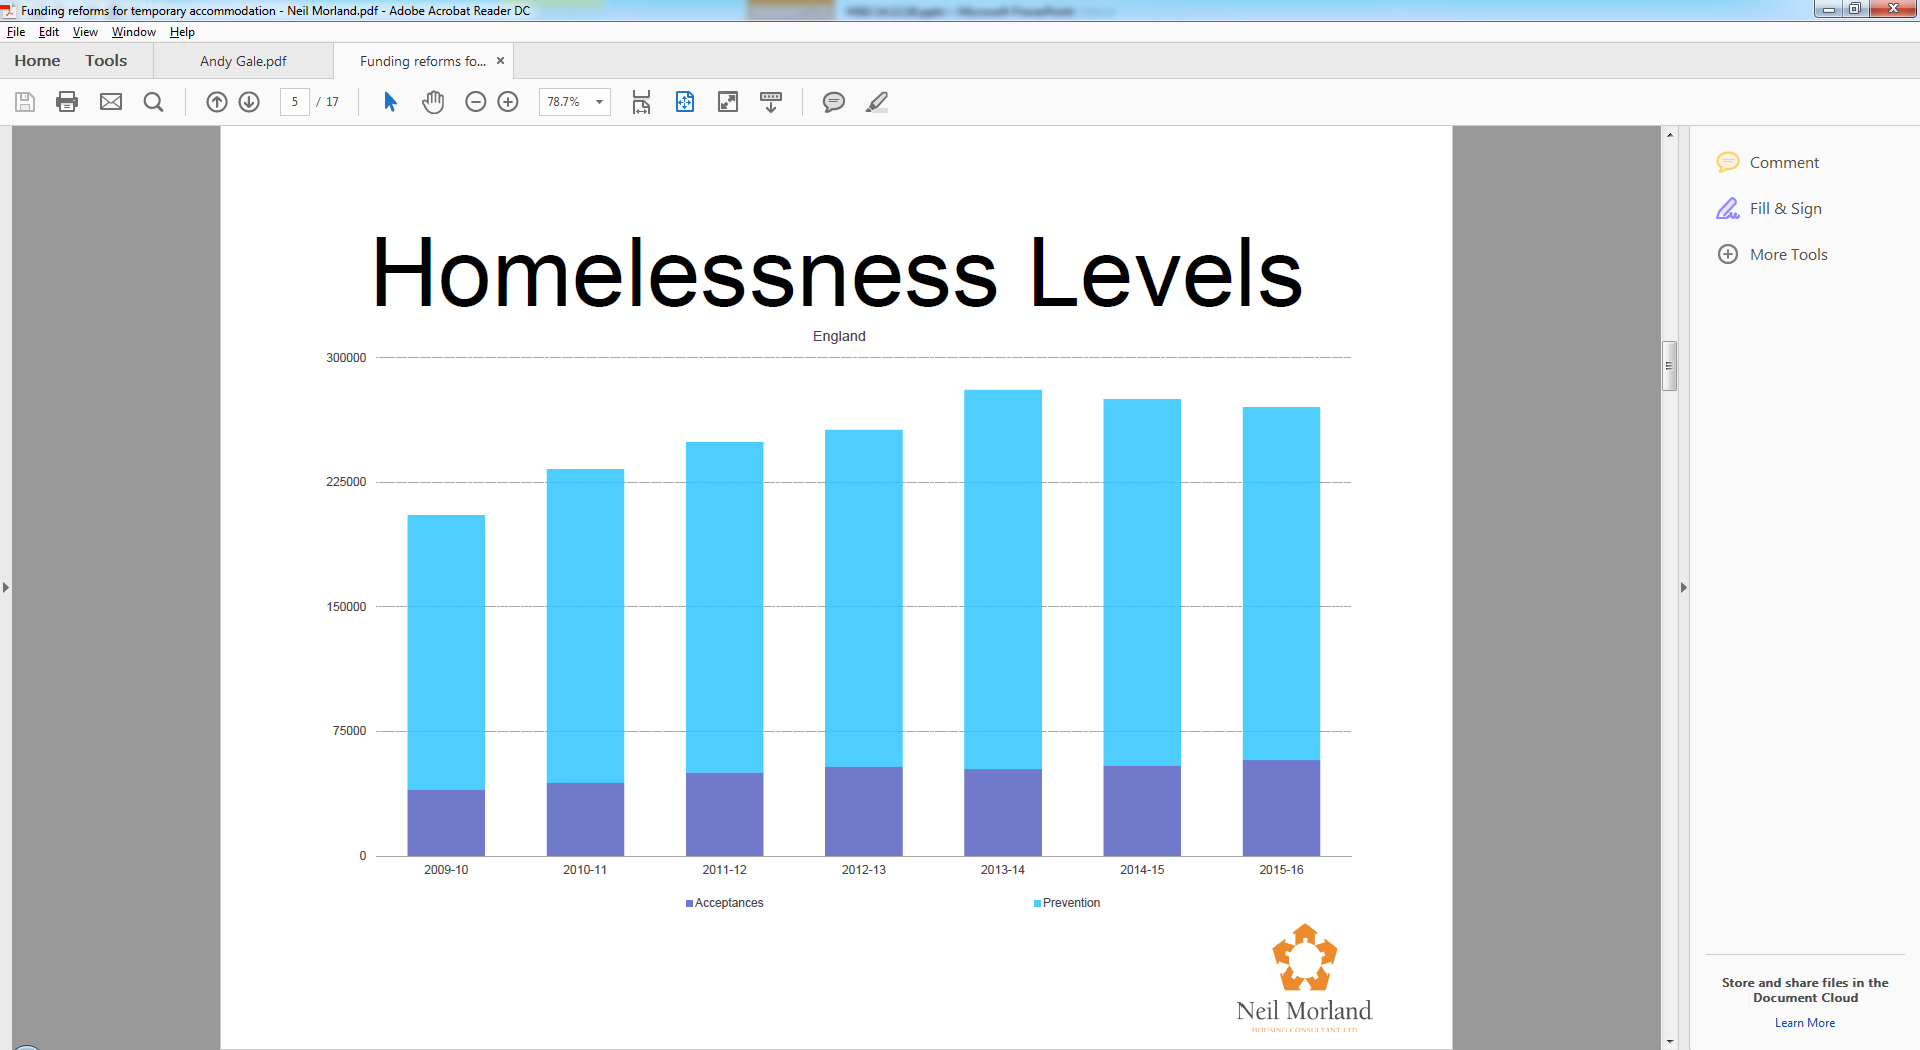 Funding reforms for temporary accommodation - Neil Morland.pdf - Adobe Acrobat Reader DC
File Edit View Window Help
Home Tools Andy Gale.pdf Funding reforms fo... ×
5 / 17 78.7%
Homelessness Levels
England
300000
225000
150000
75000
0
2009-10 2010-11 2011-12 2012-13 2013-14 2014-15 2015-16
Acceptances Prevention
Neil Morland
HOUSING CONSULTANT LTD
Comment
Fill & Sign
More Tools
Store and share files in the
Document Cloud
Learn More